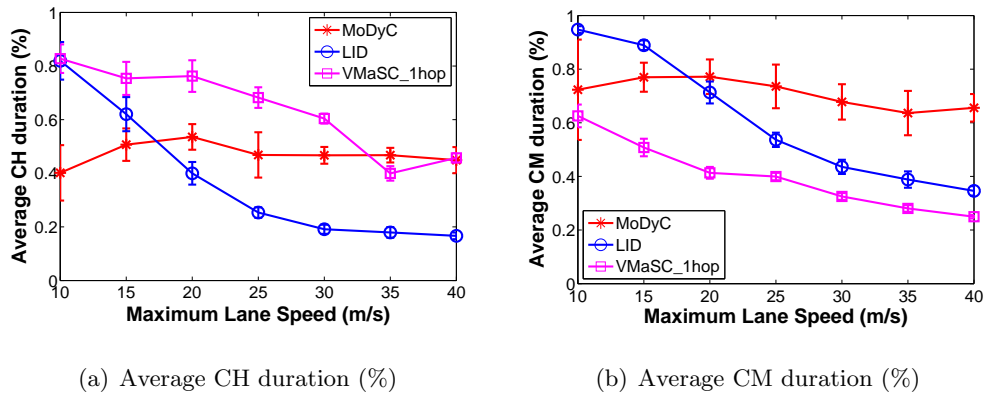 Average CH duration (%)
1
0.8
0.6
0.4
0.2
0
10 15 20 25 30 35 40
Maximum Lane Speed (m/s)
MoDyC
LID
VMaSC_1hop
(a) Average CH duration (%)
Average CM duration (%)
1
0.8
0.6
0.4
0.2
0
10 15 20 25 30 35 40
Maximum Lane Speed (m/s)
MoDyC
LID
VMaSC_1hop
(b) Average CM duration (%)